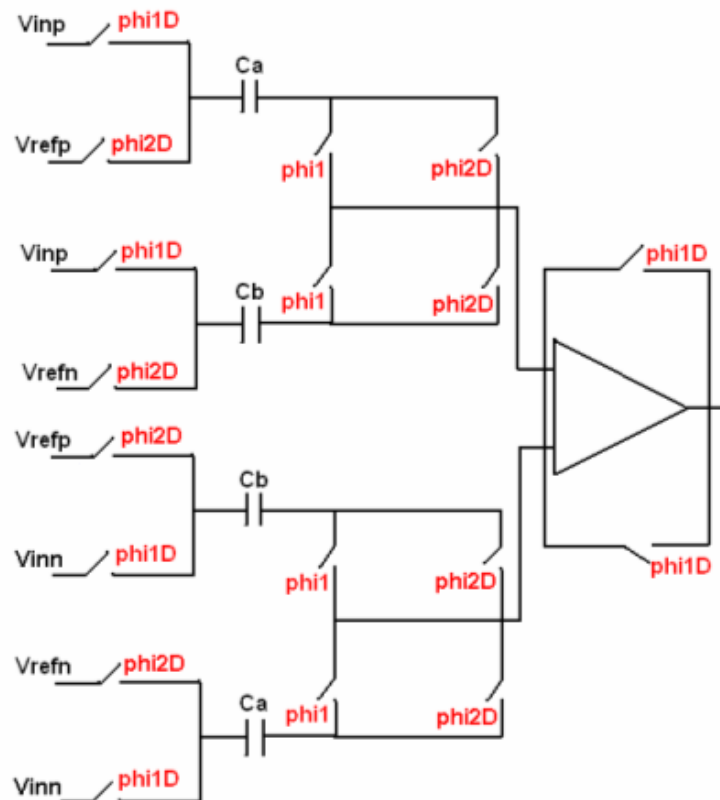 Vinp phi1D
Ca
Vrefp phi2D
phi1 phi2D
Vinp phi1D
phi1D
Cb
phi1 phi2D
Vrefn phi2D
Vrefp phi2D
Cb
Vinn phi1D
phi1 phi2D
phi1D
Vrefn phi2D
Ca
phi1 phi2D
Vinn phi1D